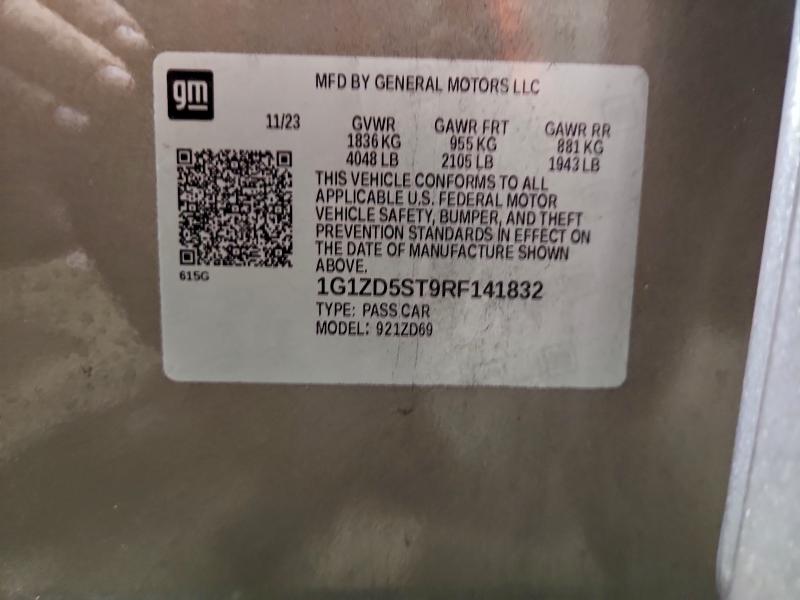 gm
MFD BY GENERAL MOTORS LLC
11/23 GVWR GAWR FRT GAWR RR
1836 KG 955 KG 881 KG
4048 LB 2105 LB 1943 LB
THIS VEHICLE CONFORMS TO ALL
APPLICABLE U.S. FEDERAL MOTOR
VEHICLE SAFETY, BUMPER, AND THEFT
PREVENTION STANDARDS IN EFFECT ON
THE DATE OF MANUFACTURE SHOWN
ABOVE.
615G
1G1ZD5ST9RF141832
TYPE: PASS CAR
MODEL: 921ZD69